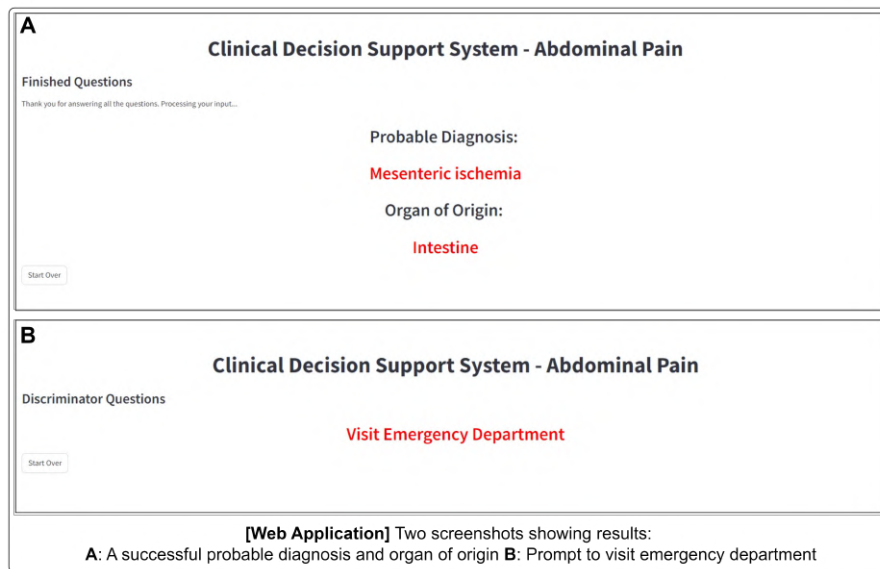 A
Clinical Decision Support System - Abdominal Pain
Finished Questions
Thank you for answering all the questions. Processing your input...
Probable Diagnosis:
Mesenteric ischemia
Organ of Origin:
Intestine
Start Over
B
Clinical Decision Support System - Abdominal Pain
Discriminator Questions
Visit Emergency Department
Start Over
[Web Application] Two screenshots showing results:
A: A successful probable diagnosis and organ of origin B: Prompt to visit emergency department